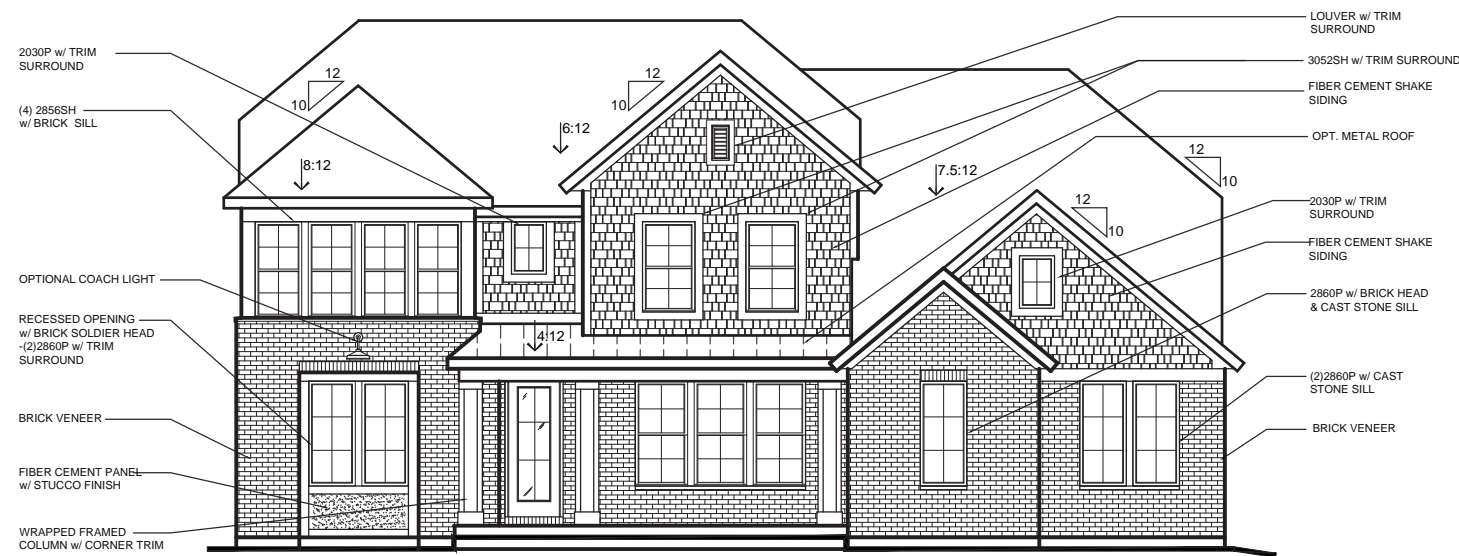 2030P w/ TRIM
SURROUND
(4) 2856SH
w/ BRICK SILL
OPTIONAL COACH LIGHT
RECESSED OPENING
w/ BRICK SOLDIER HEAD
-(2)2860P w/ TRIM
SURROUND
BRICK VENEER
FIBER CEMENT PANEL
w/ STUCCO FINISH
WRAPPED FRAMED
COLUMN w/ CORNER TRIM
12
10
8:12
6:12
12
10
4:12
7.5:12
12
10
12
10
LOUVER w/ TRIM
SURROUND
3052SH w/ TRIM SURROUND
FIBER CEMENT SHAKE
SIDING
OPT. METAL ROOF
2030P w/ TRIM
SURROUND
FIBER CEMENT SHAKE
SIDING
2860P w/ BRICK HEAD
& CAST STONE SILL
(2)2860P w/ CAST
STONE SILL
BRICK VENEER